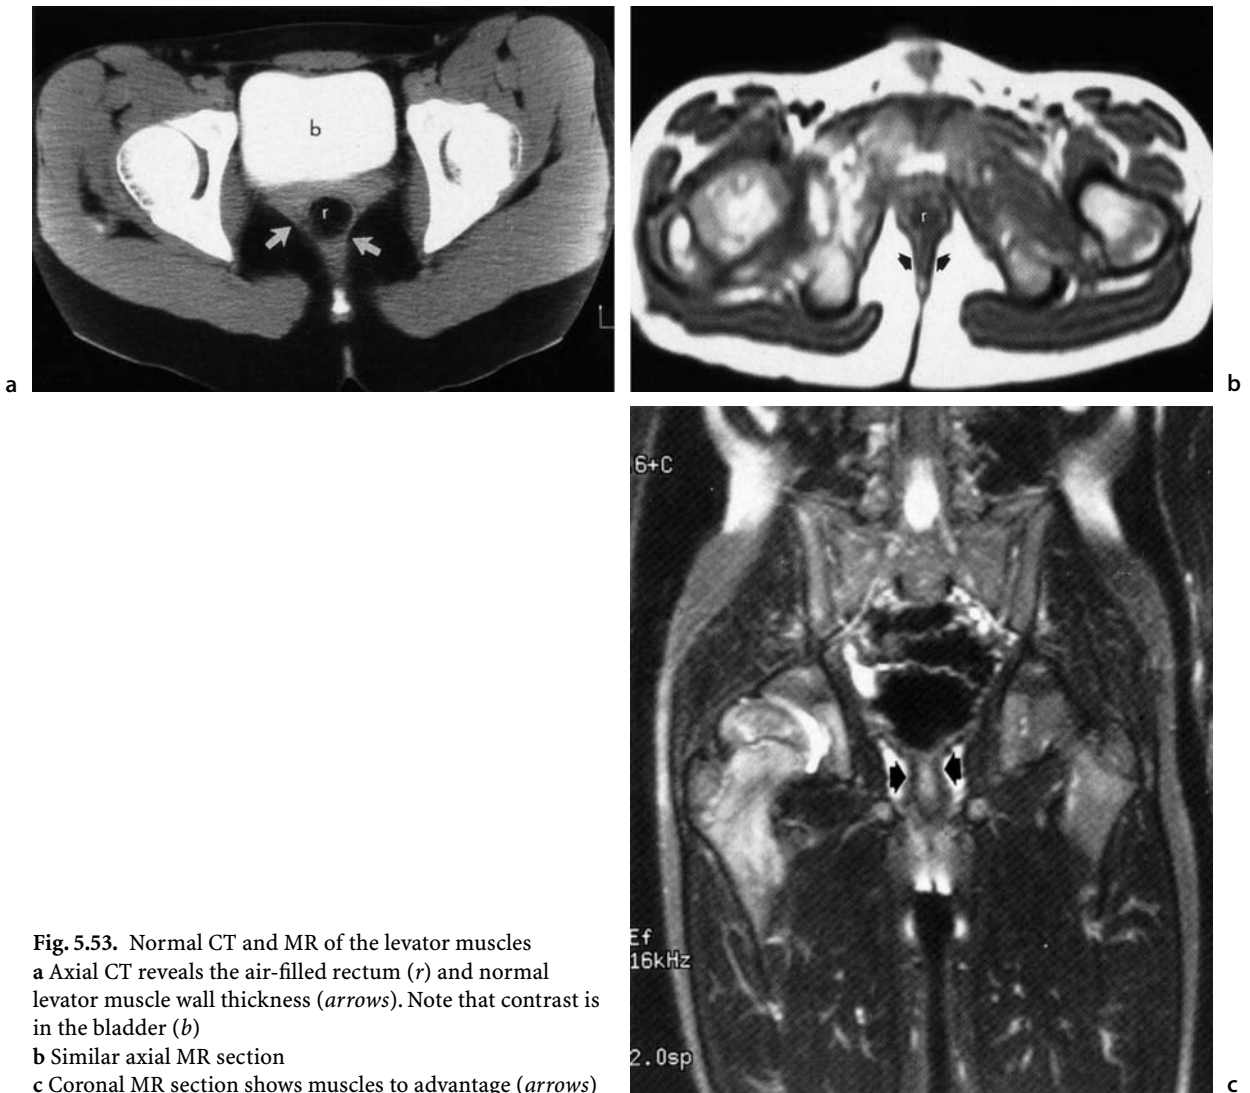 b
r
a
r
b
.6+C
Ef
16kHz
2.0sp
c
Fig. 5.53. Normal CT and MR of the levator muscles
a Axial CT reveals the air-filled rectum (r) and normal
levator muscle wall thickness (arrows). Note that contrast is
in the bladder (b)
b Similar axial MR section
c Coronal MR section shows muscles to advantage (arrows)